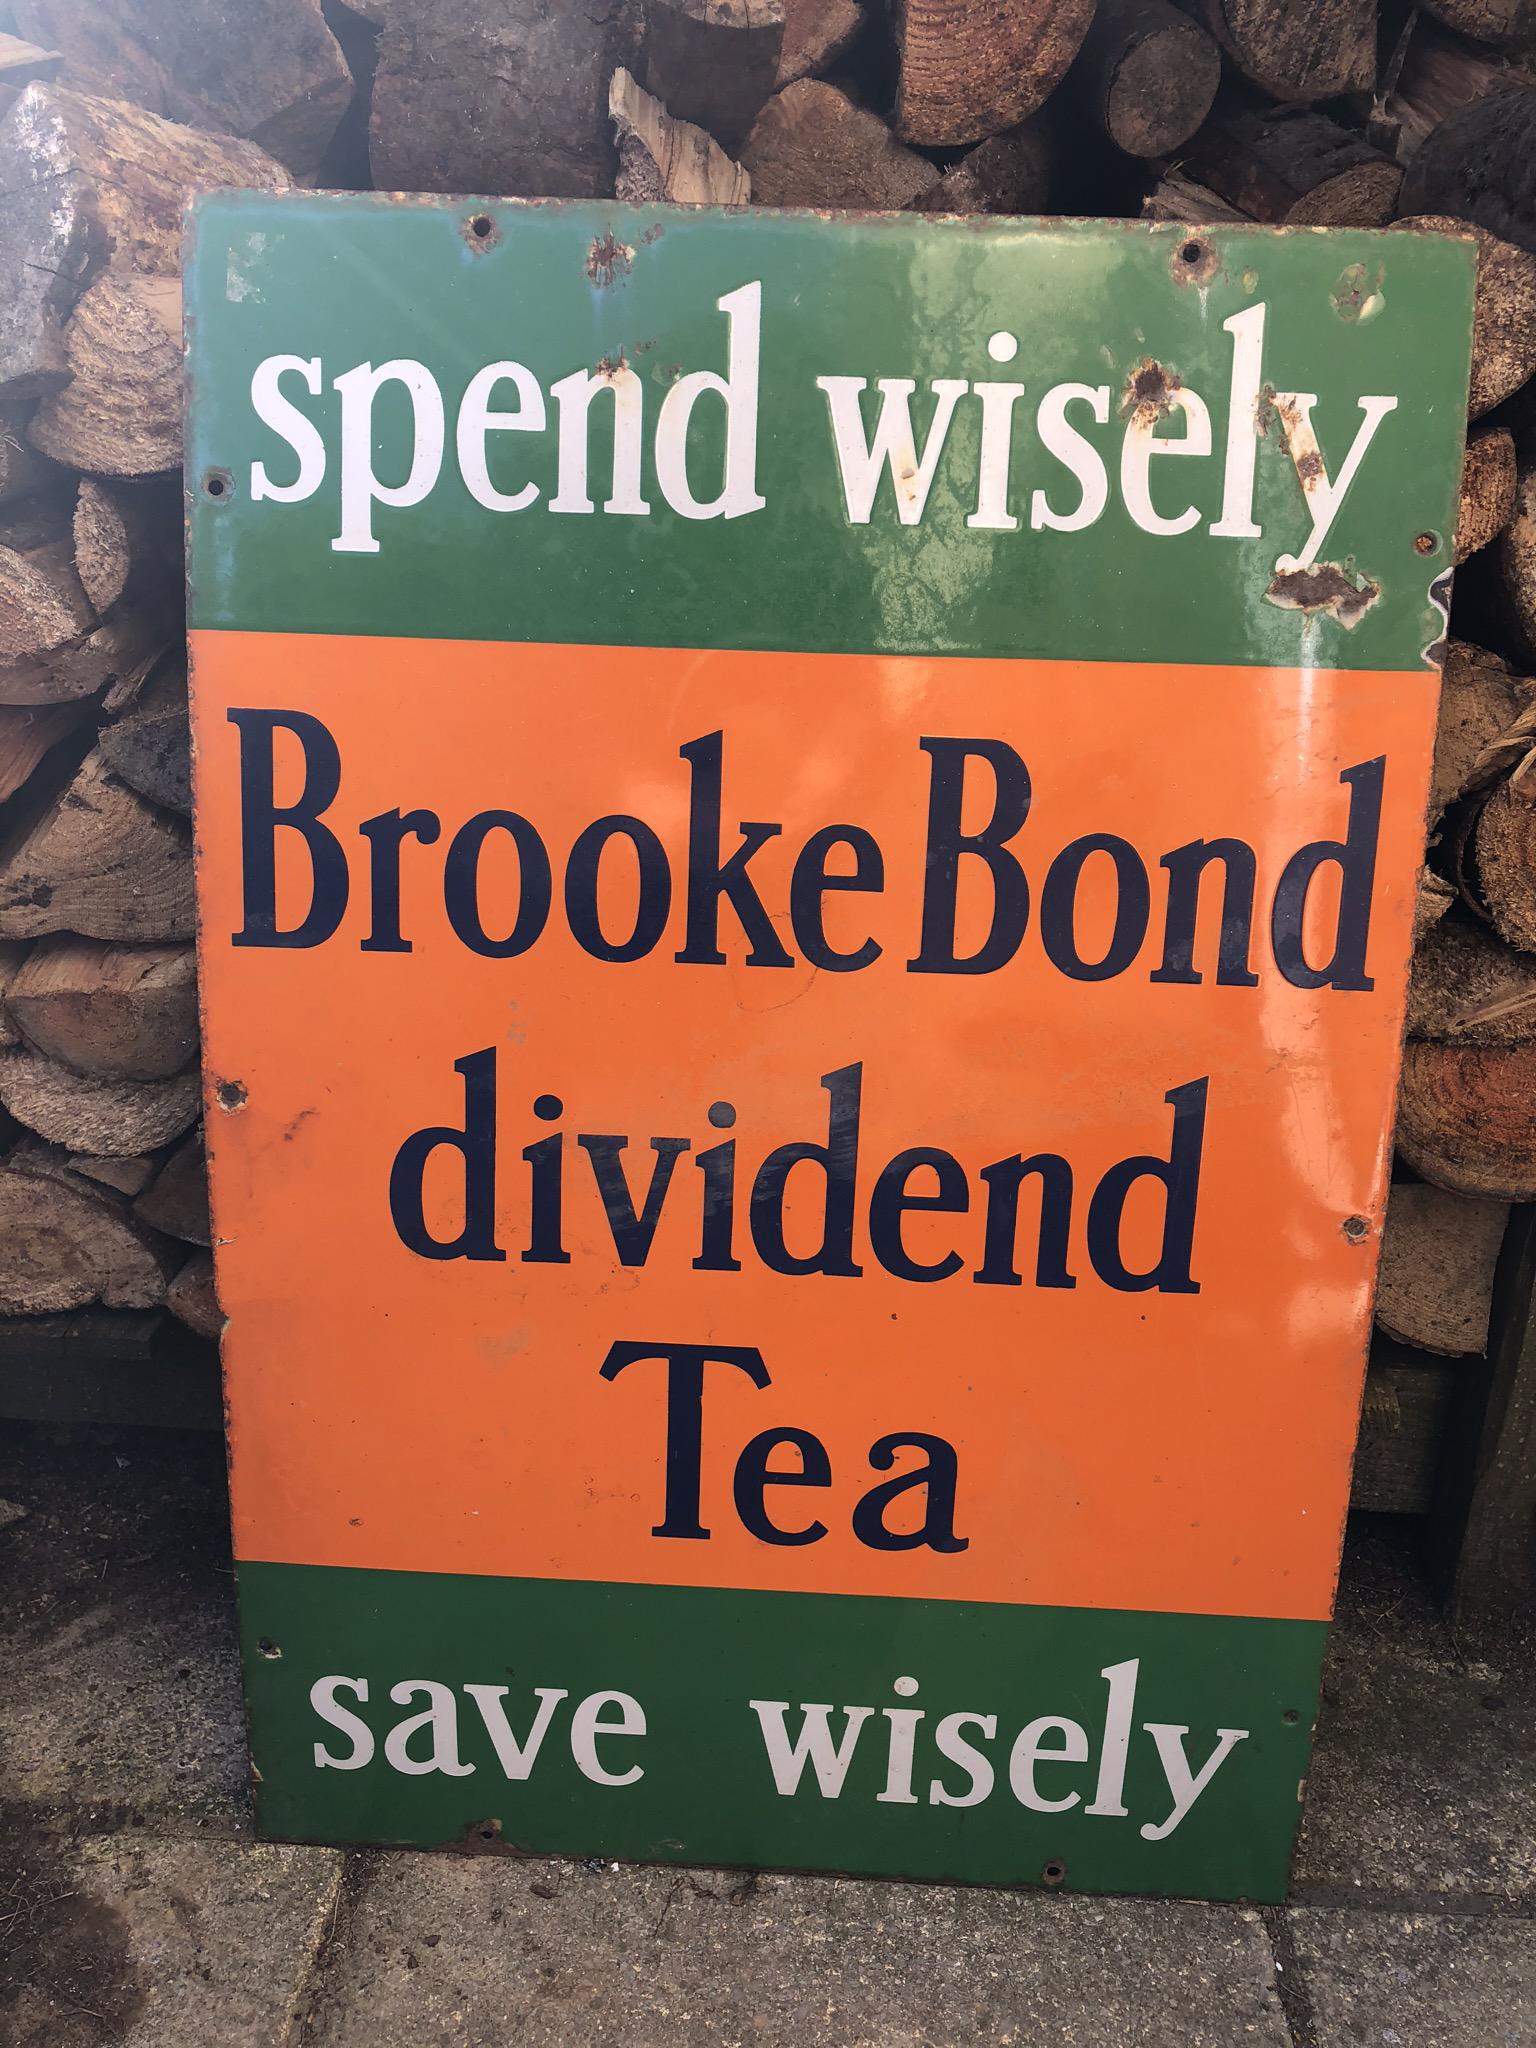 spend wisely
Brooke Bond
dividend
Tea
save wisely